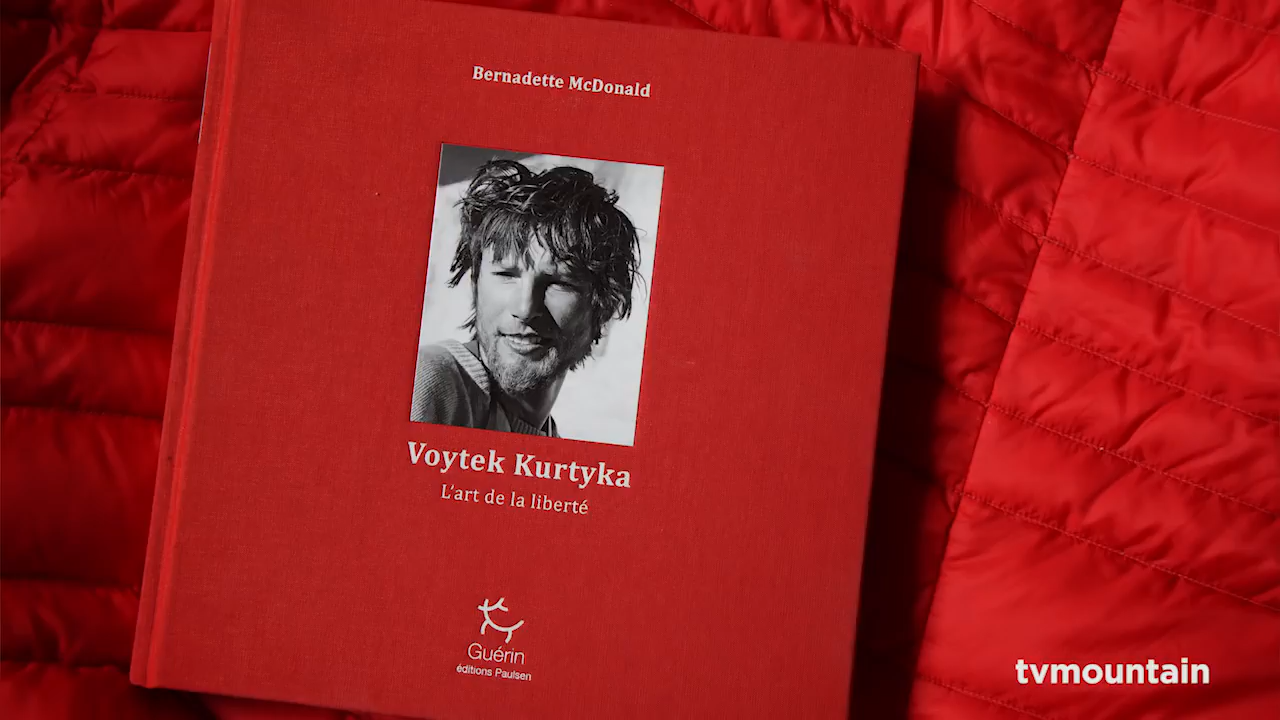 Bernadette McDonald
Voytek Kurtyka
L'art de la liberté
Guérin
éditions Paulsen
tvmountain